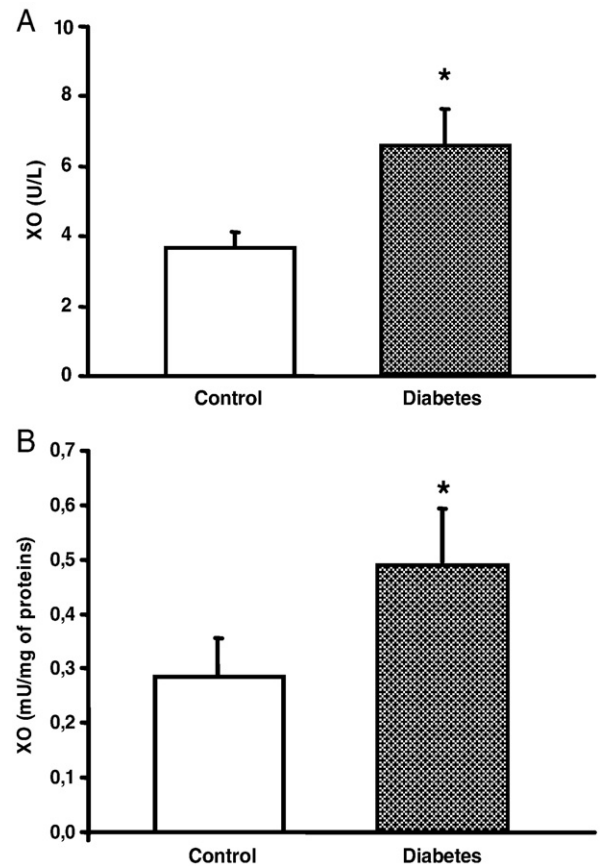 A
10
8
6
4
2
0
XO (U/L)
*
Control Diabetes
B
0,7
0,6
0,5
0,4
0,3
0,2
0,1
0,0
XO (mU/mg of proteins)
*
Control Diabetes